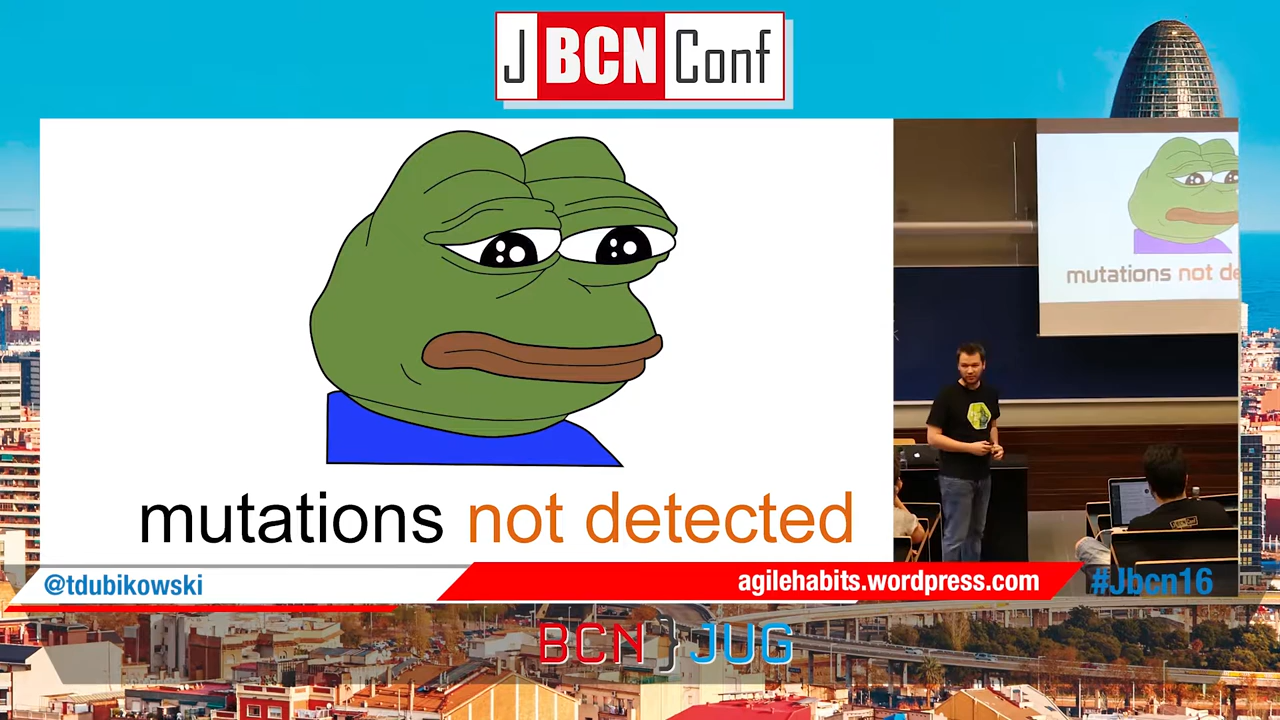 J BCN Conf
mutations not detected
mutations not de
@tdubikowski
agilehabits.wordpress.com
#Jbcn16
BCN JUG